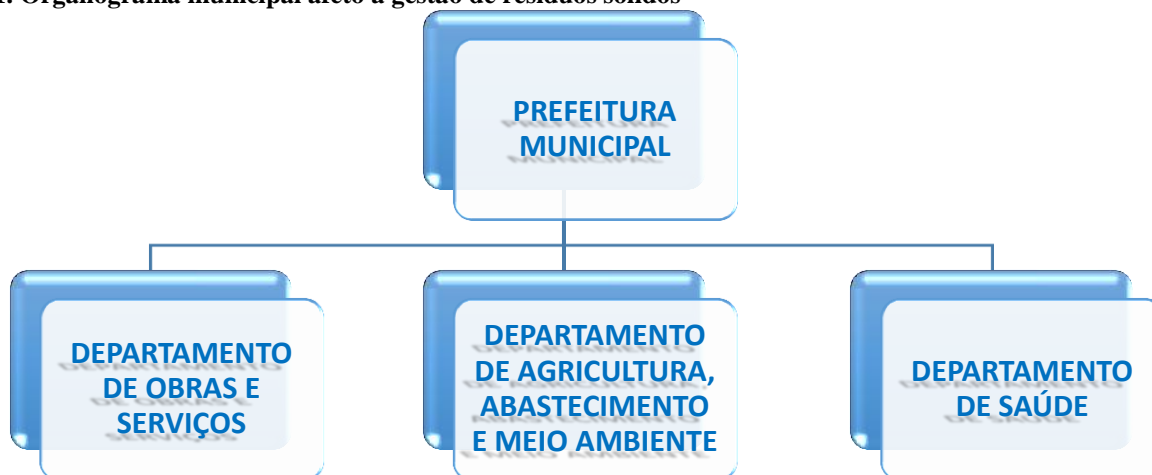 1. Organograma municipal afeto à gestão de resíduos sólidos
PREFEITURA
MUNICIPAL
DEPARTAMENTO
DE OBRAS E
SERVIÇOS
DEPARTAMENTO
DE AGRICULTURA,
ABASTECIMENTO
E MEIO AMBIENTE
DEPARTAMENTO
DE SAÚDE